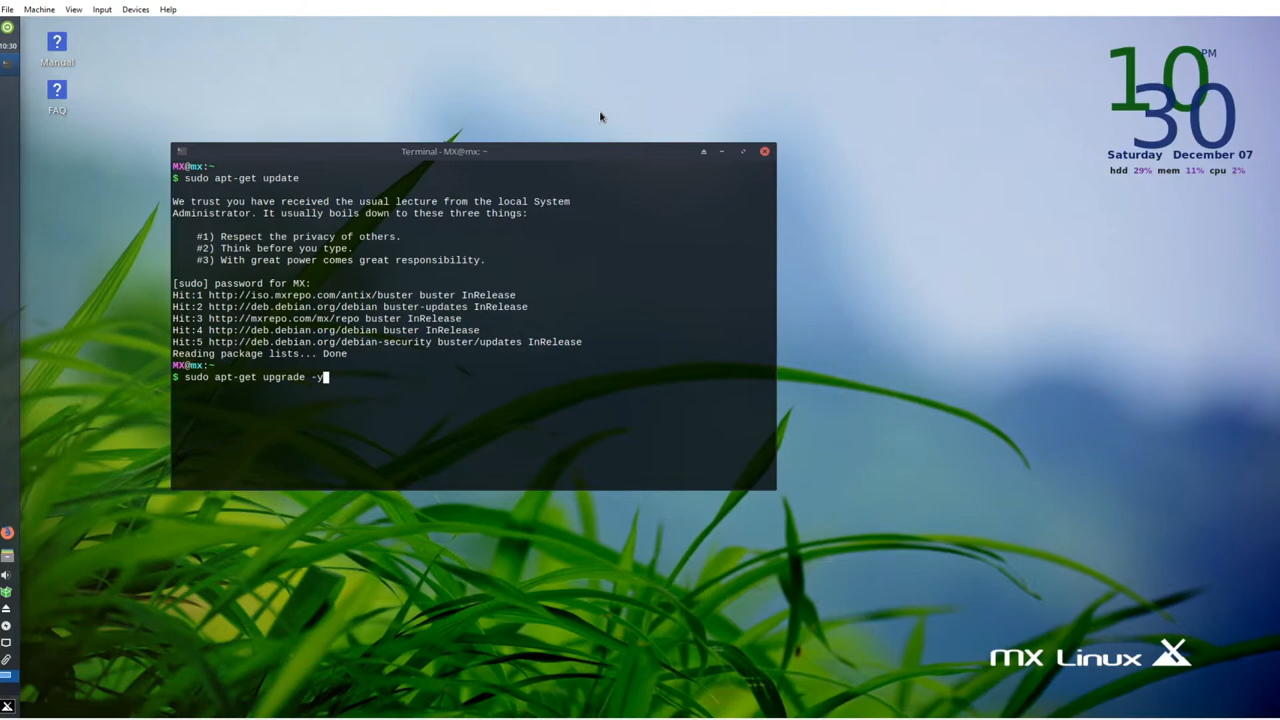 File Machine View Input Devices Help
10:30
? Manual
? FAQ
10 PM
30
Saturday December 07
hdd 29% mem 11% cpu 2%
Terminal - MX@mx: ~
MX@mx:~
$ sudo apt-get update
We trust you have received the usual lecture from the local System
Administrator. It usually boils down to these three things:
#1) Respect the privacy of others.
#2) Think before you type.
#3) With great power comes great responsibility.
[sudo] password for MX:
Hit:1 http://iso.mxrepo.com/antix/buster buster InRelease
Hit:2 http://deb.debian.org/debian buster-updates InRelease
Hit:3 http://mxrepo.com/mx/repo buster InRelease
Hit:4 http://deb.debian.org/debian buster InRelease
Hit:5 http://deb.debian.org/debian-security buster/updates InRelease
Reading package lists... Done
MX@mx:~
$ sudo apt-get upgrade -y
MX Linux